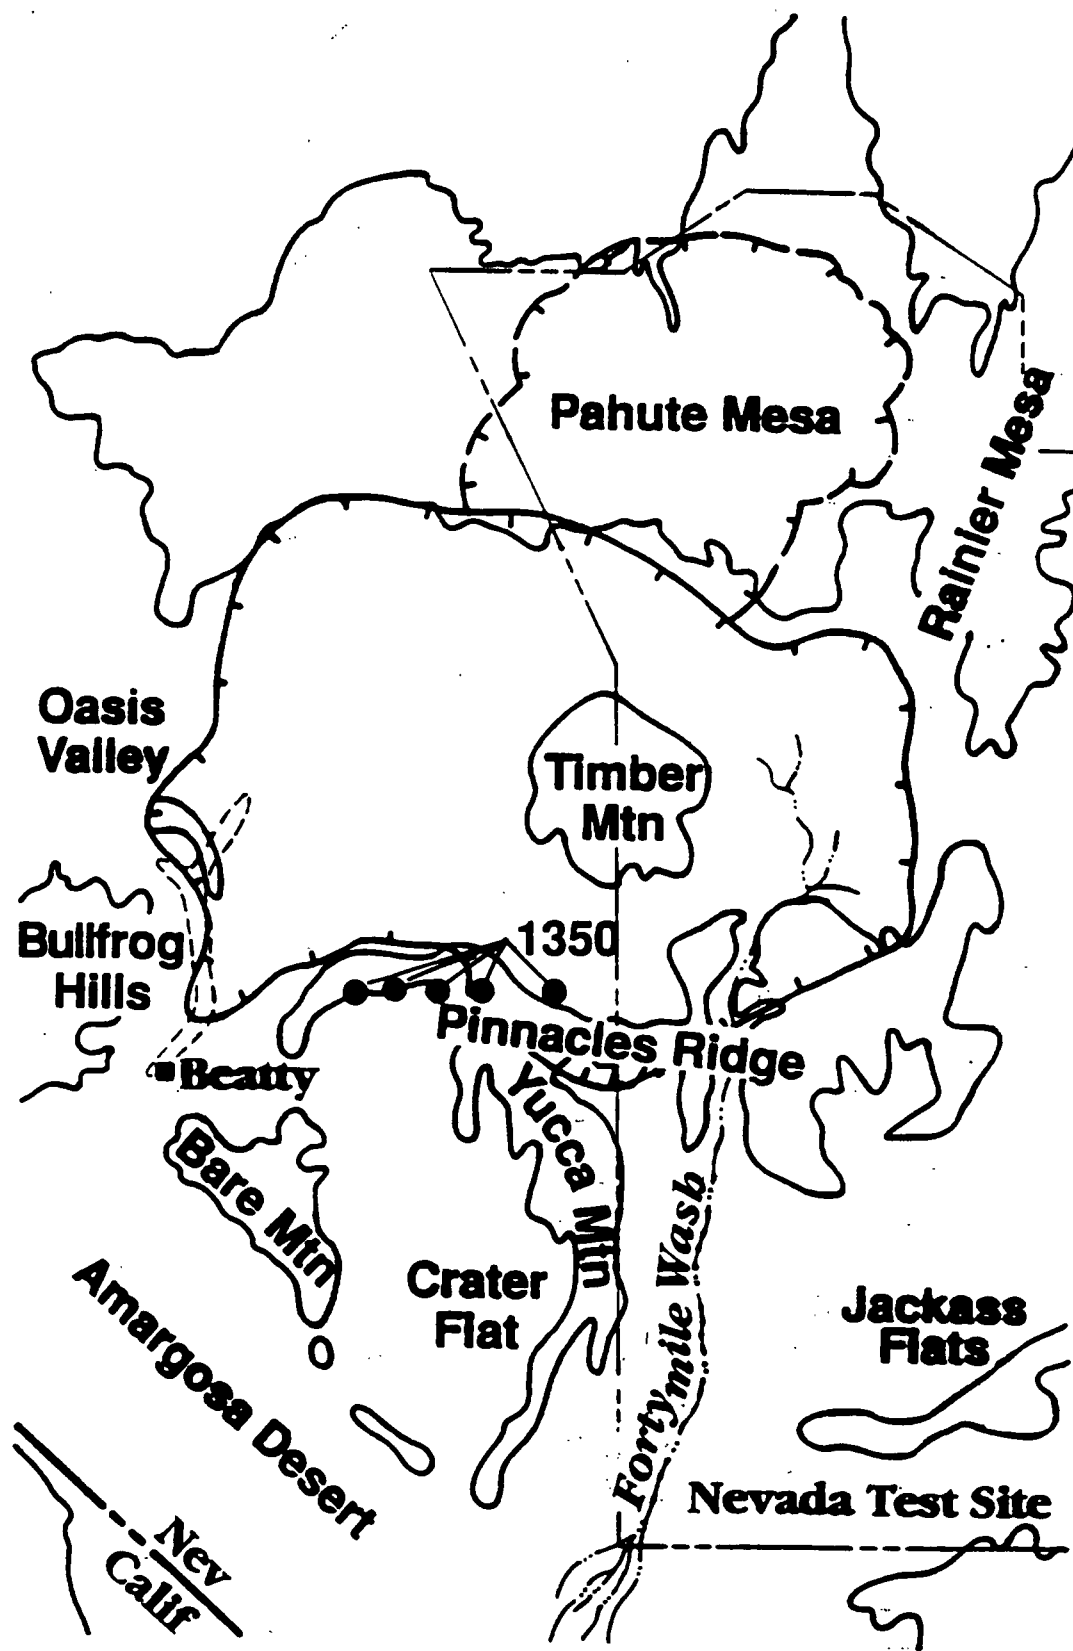 Pahute Mesa
Rainier Mesa
Oasis
Valley
Timber
Mtn
Bullfrog
Hills
1350
Pinnacles Ridge
Beatty
Yucca Mtn
Bare Mtn
Fortymile Wash
Crater
Flat
Amargosa Desert
Jackass
Flats
Nevada Test Site
Nev
Calif